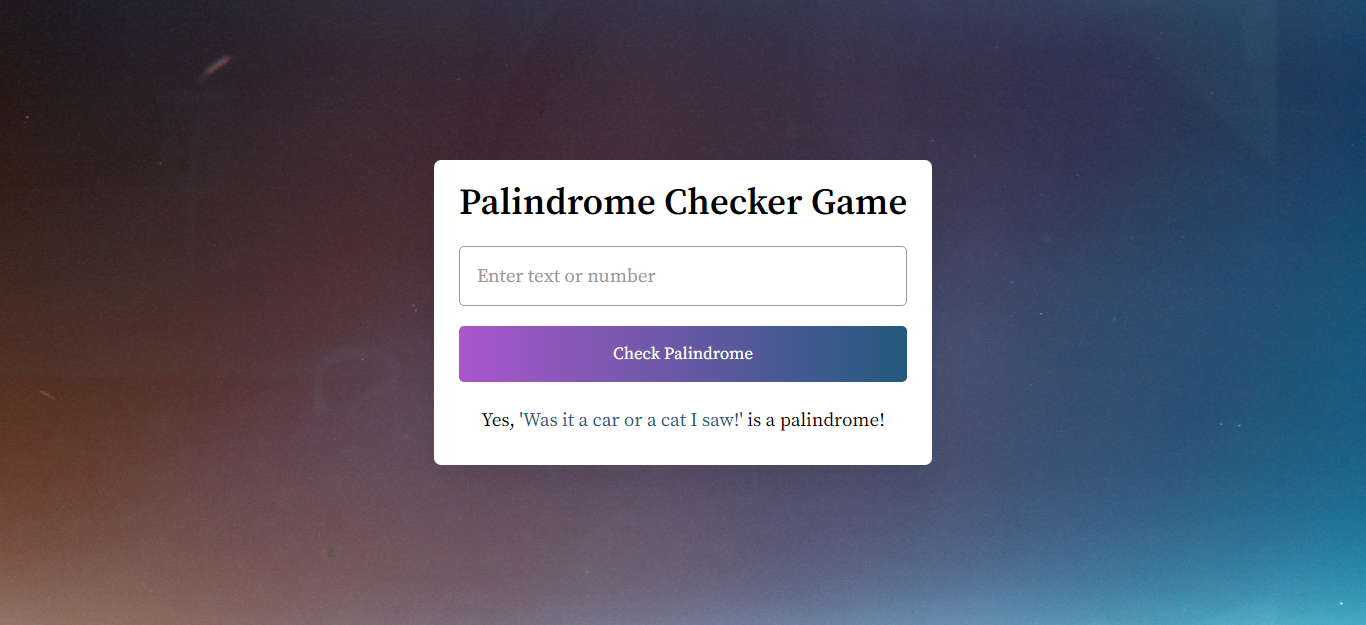 Palindrome Checker Game
Enter text or number
Check Palindrome
Yes, 'Was it a car or a cat I saw!' is a palindrome!